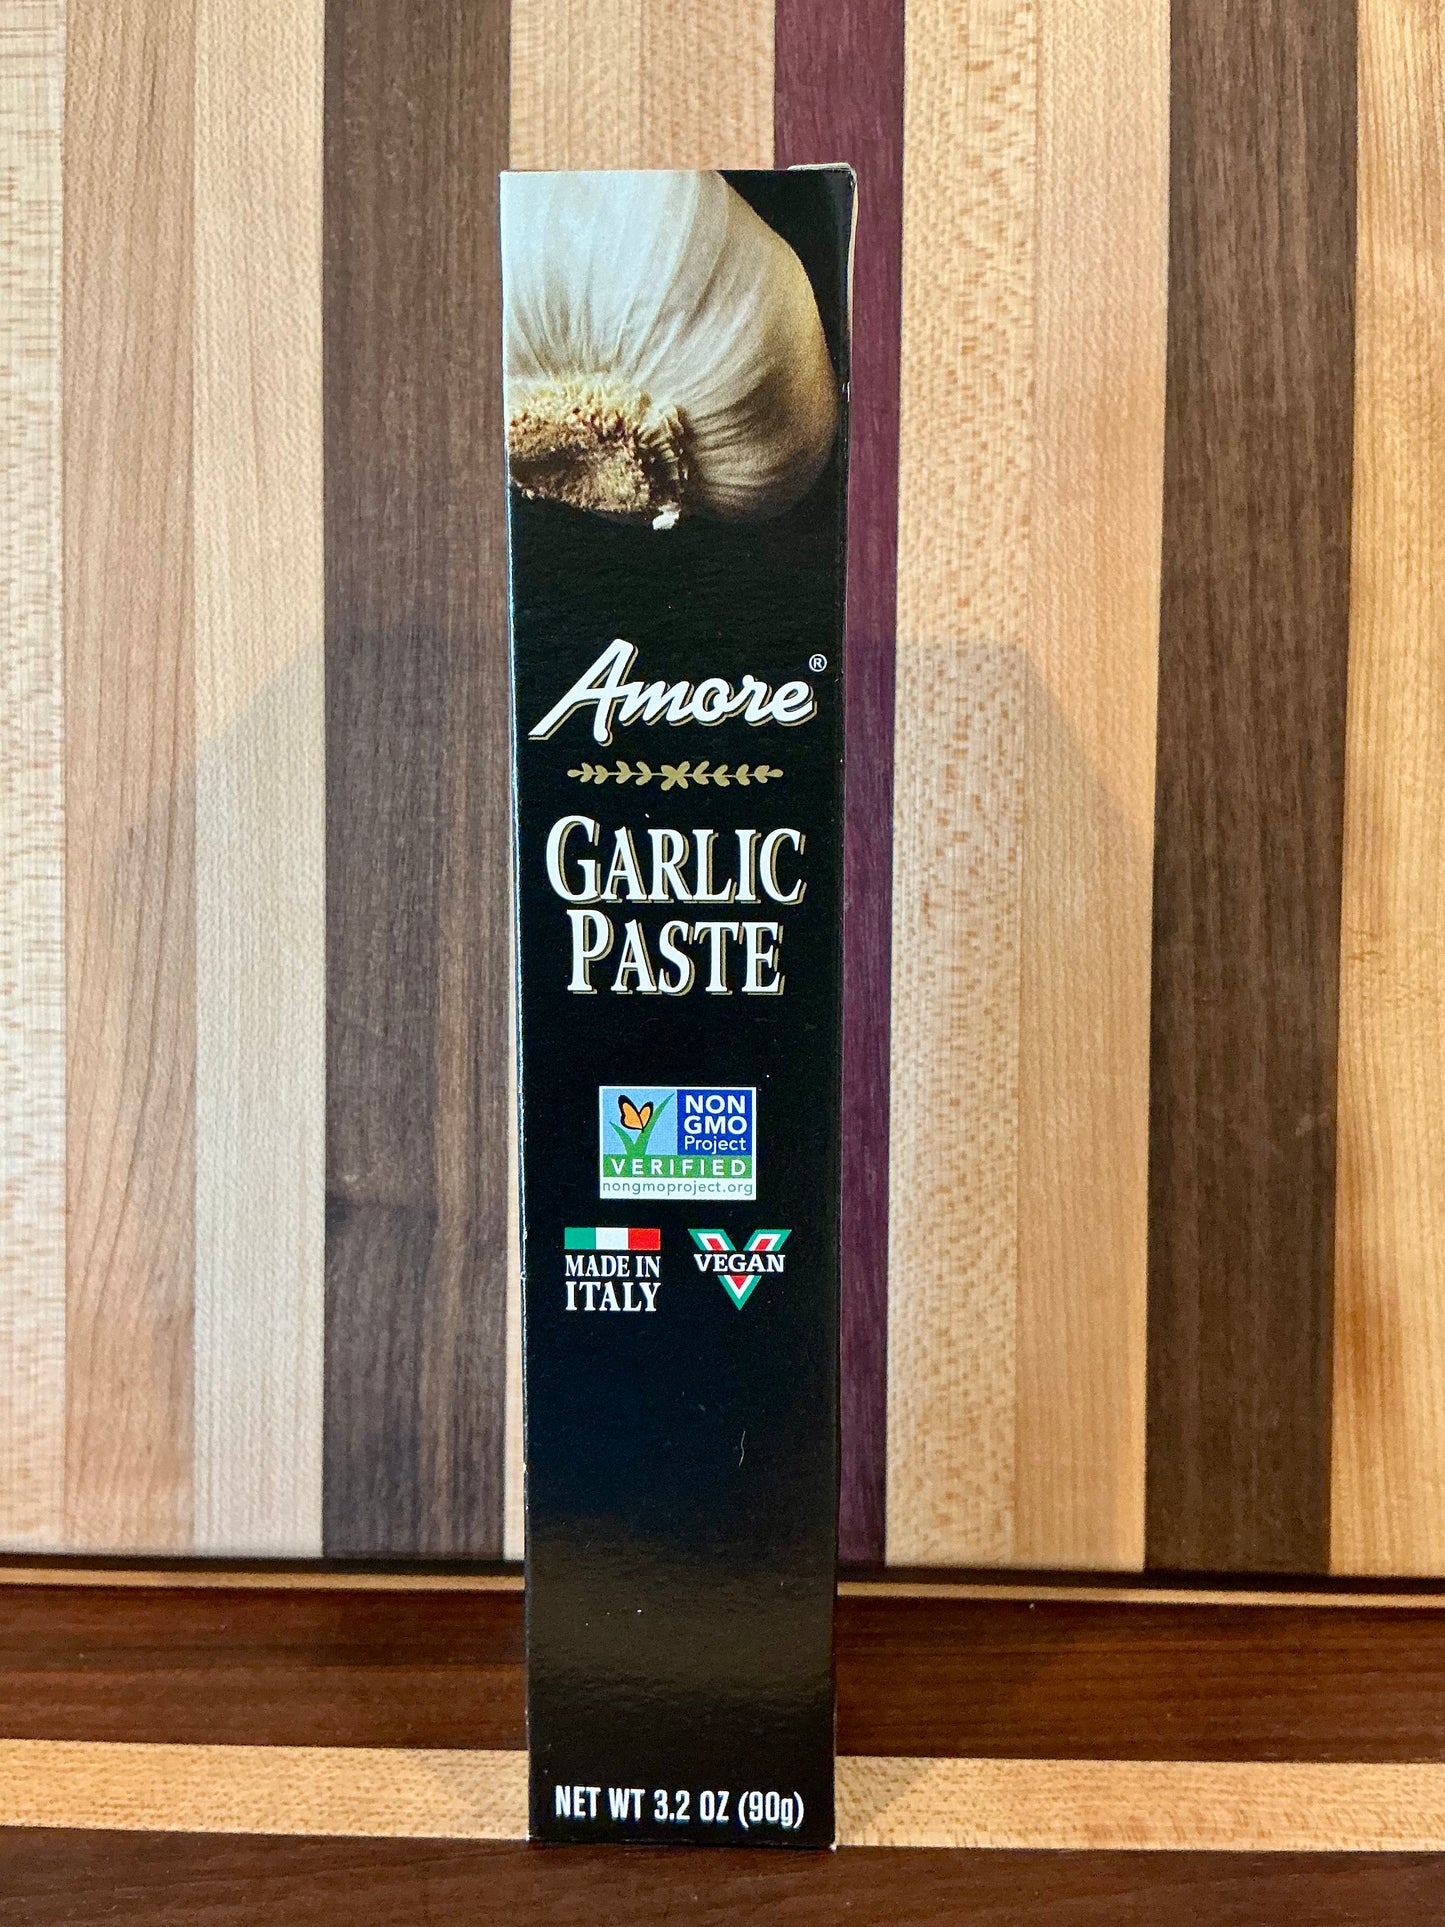 Amore®
GARLIC
PASTE
NON
GMO
Project
VERIFIED
nongmoproject.org
MADE IN
ITALY
VEGAN
NET WT 3.2 OZ (90g)